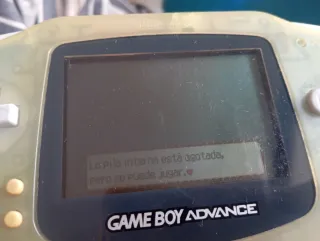 La pila interna está agotada,
pero se puede jugar.
GAME BOY ADVANCE